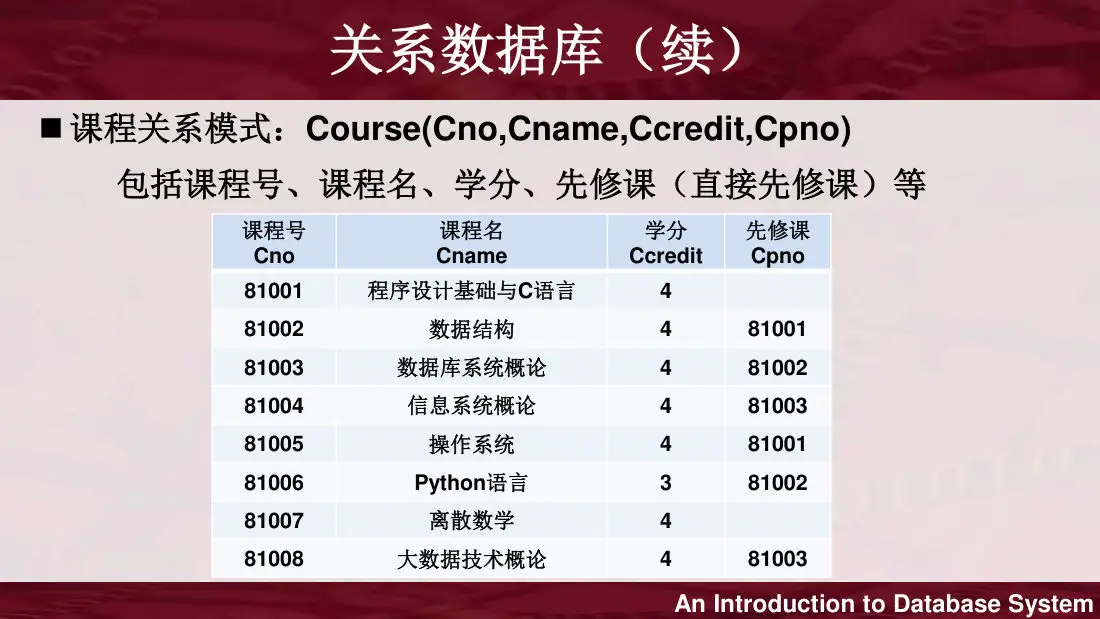 关系数据库（续）
■ 课程关系模式：Course(Cno,Cname,Ccredit,Cpno)
包括课程号、课程名、学分、先修课（直接先修课）等
课程号 课程名 学分 先修课
Cno Cname Ccredit Cpno
81001 程序设计基础与C语言 4
81002 数据结构 4 81001
81003 数据库系统概论 4 81002
81004 信息系统概论 4 81003
81005 操作系统 4 81001
81006 Python语言 3 81002
81007 离散数学 4
81008 大数据技术概论 4 81003
An Introduction to Database System